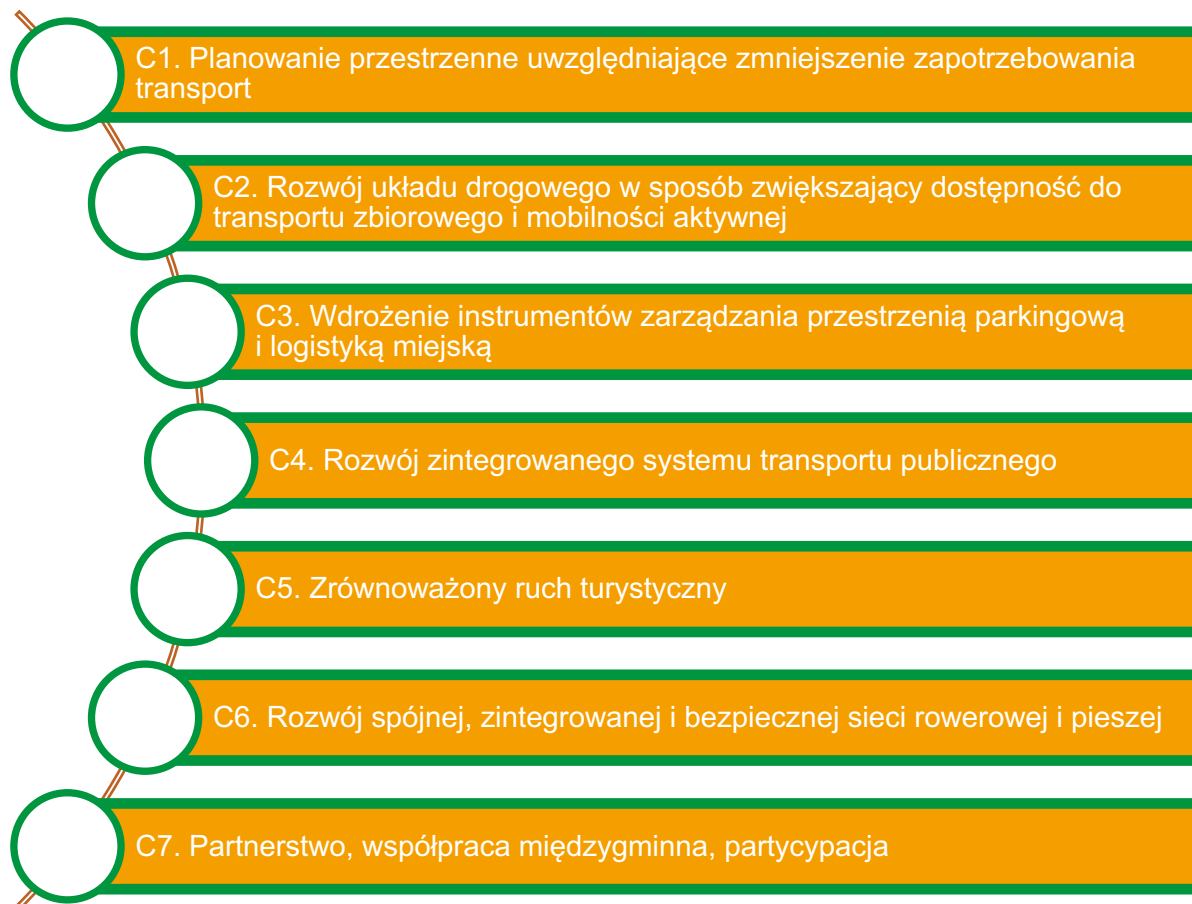 C1. Planowanie przestrzenne uwzględniające zmniejszenie zapotrzebowania
transport
C2. Rozwój układu drogowego w sposób zwiększający dostępność do
transportu zbiorowego i mobilności aktywnej
C3. Wdrożenie instrumentów zarządzania przestrzenią parkingową
i logistyką miejską
C4. Rozwój zintegrowanego systemu transportu publicznego
C5. Zrównoważony ruch turystyczny
C6. Rozwój spójnej, zintegrowanej i bezpiecznej sieci rowerowej i pieszej
C7. Partnerstwo, współpraca międzygminna, partycypacja